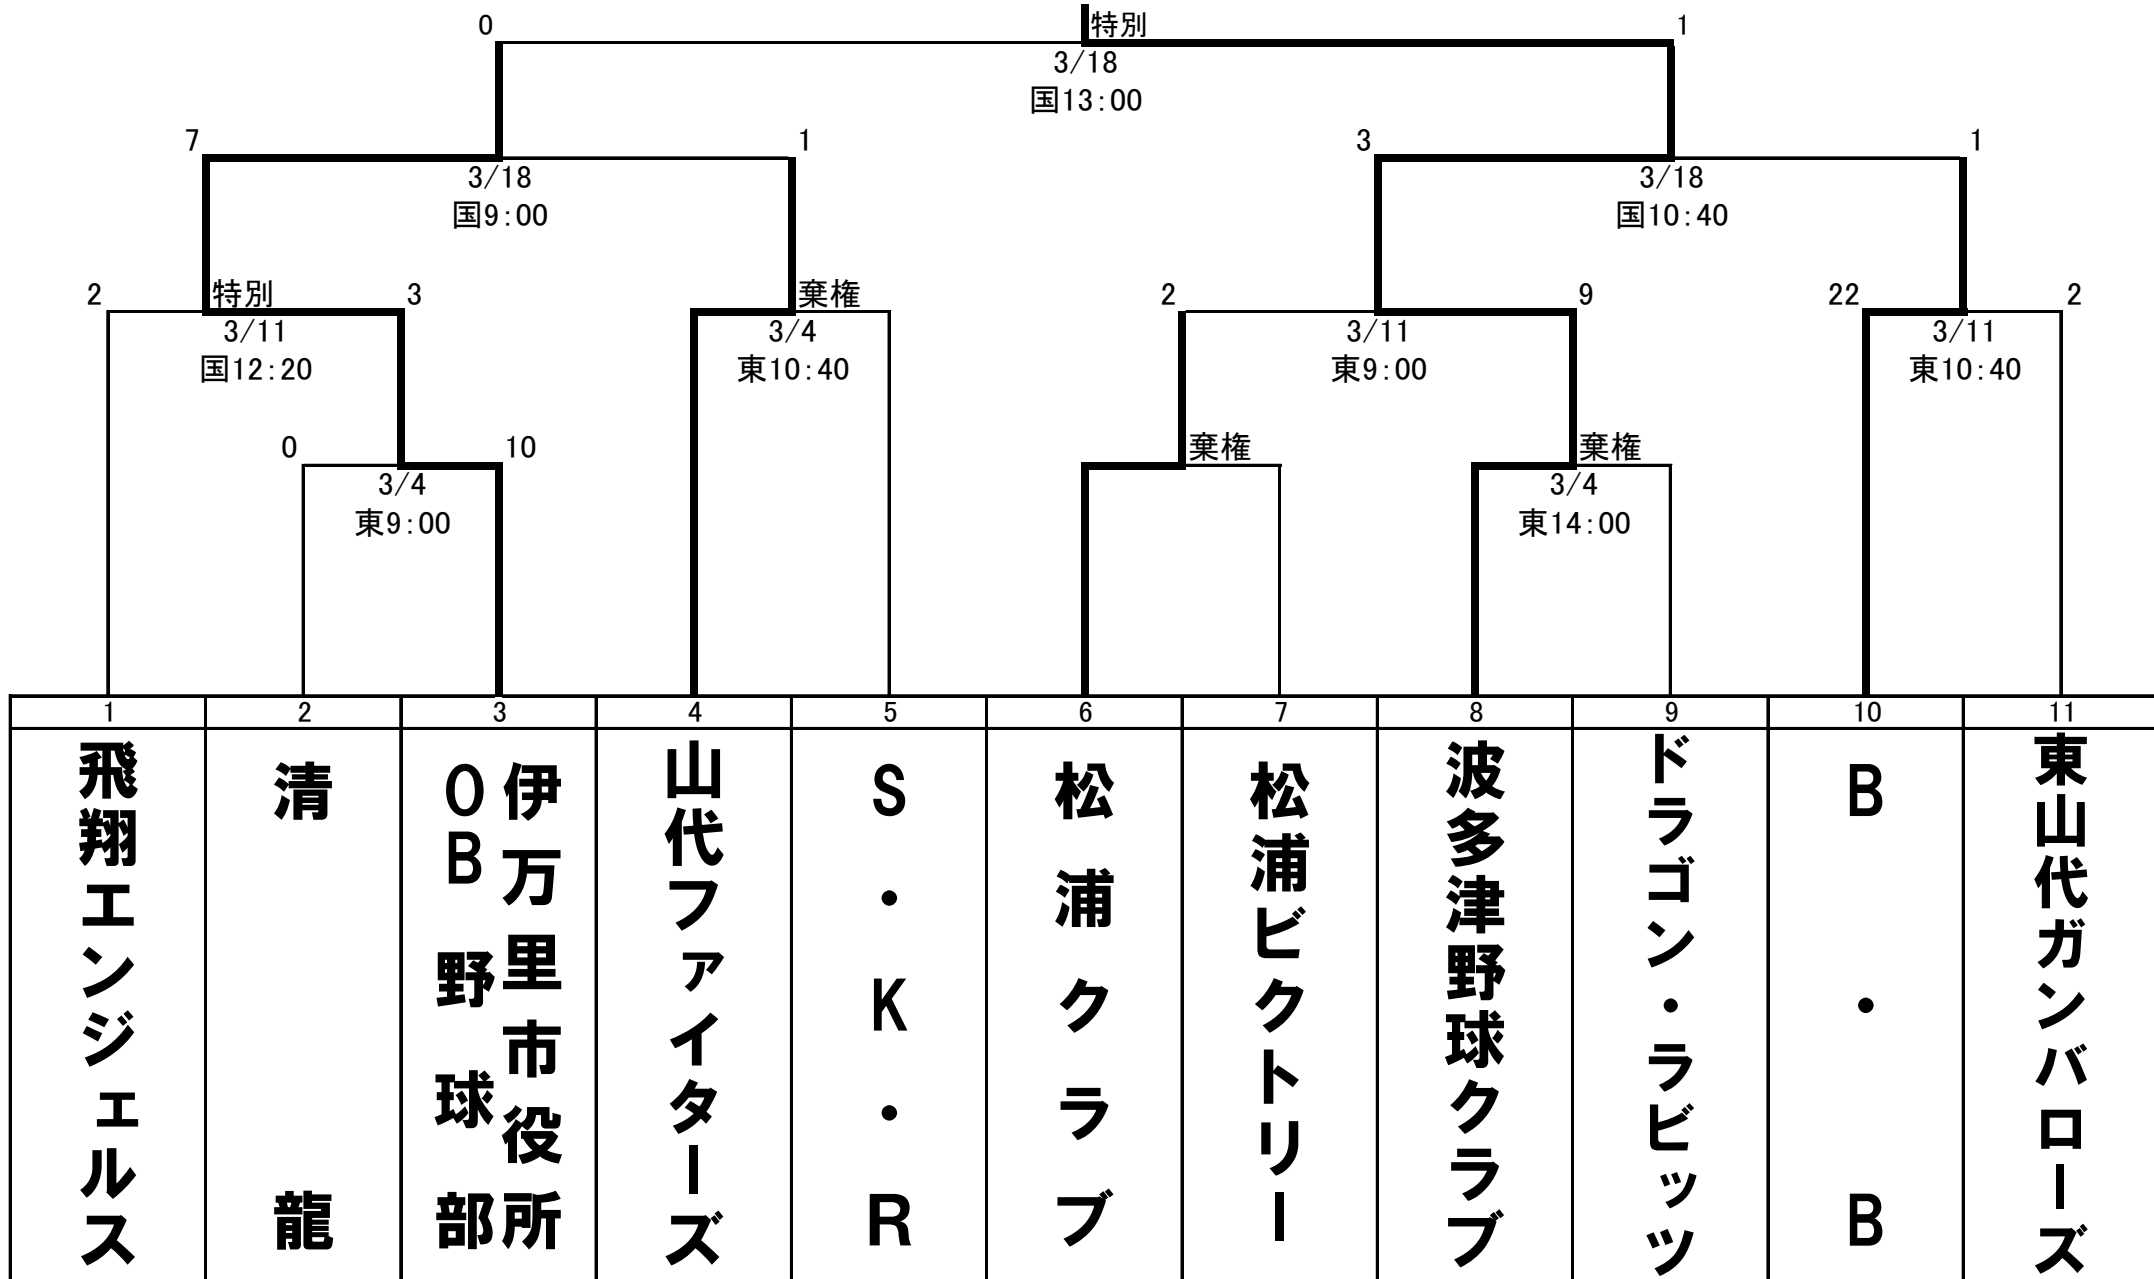 0 特別 1
3/18
国13:00
7 1 3 1
3/18 3/18
国9:00 国10:40
2 特別 3 棄権 2 9 22 2
3/11 3/4 3/11 3/11
国12:20 東10:40 東9:00 東10:40
0 10 棄権 棄権
3/4 3/4
東9:00 東14:00
1 2 3 4 5 6 7 8 9 10 11
飛翔エンジェルス
清龍
伊万里市役所
OB野球部
山代ファイターズ
S・K・R
松浦クラブ
松浦ビクトリー
波多津野球クラブ
ドラゴン・ラビッツ
B・B
東山代ガンバローズ